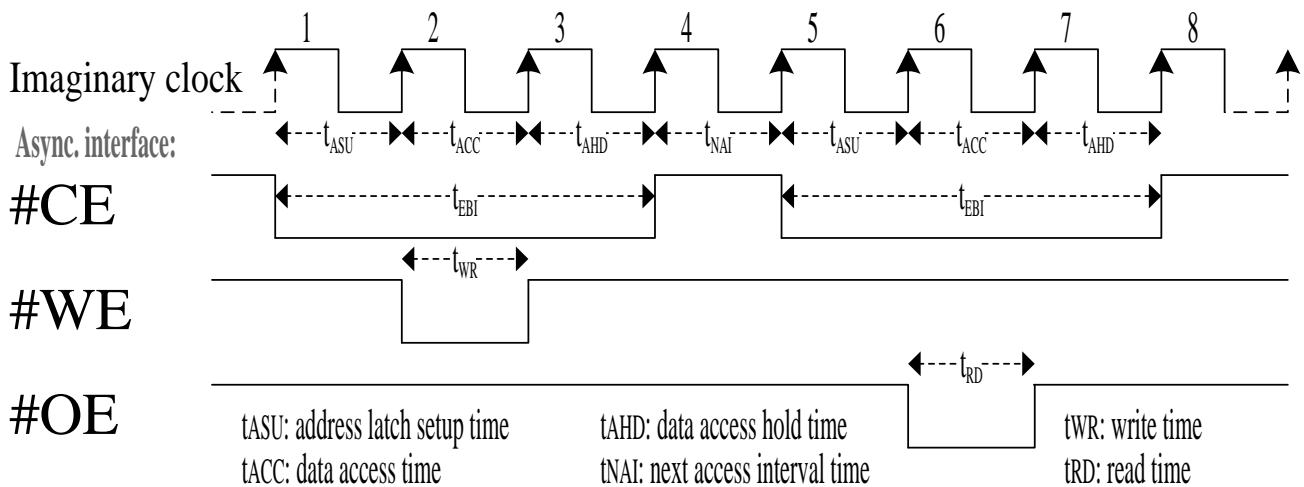 1 2 3 4 5 6 7 8
Imaginary clock
tASU tACC tAHD tNAI tASU tACC tAHD
Async. interface:
#CE
tEBI tEBI
tWR
#WE
tRD
#OE
tASU: address latch setup time tAHD: data access hold time tWR: write time
tACC: data access time tNAI: next access interval time tRD: read time